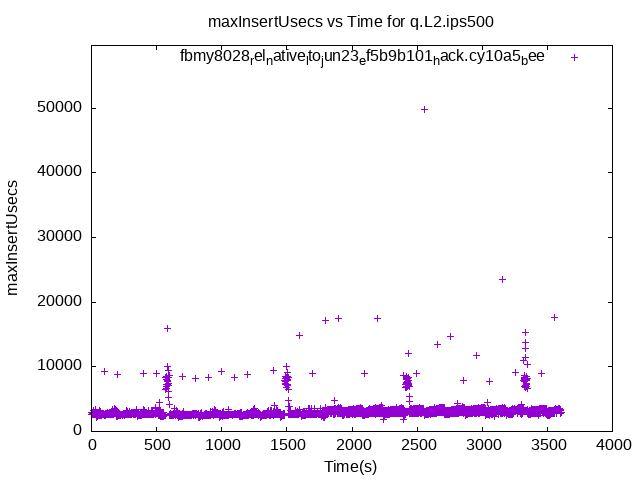 maxInsertUsecs vs Time for q.L2.ips500
fbmy8028relnativeltojun23ef5b9b101hack.cy10a5bee
50000
40000
30000
20000
10000
0
maxInsertUsecs
0 500 1000 1500 2000 2500 3000 3500 4000
Time(s)